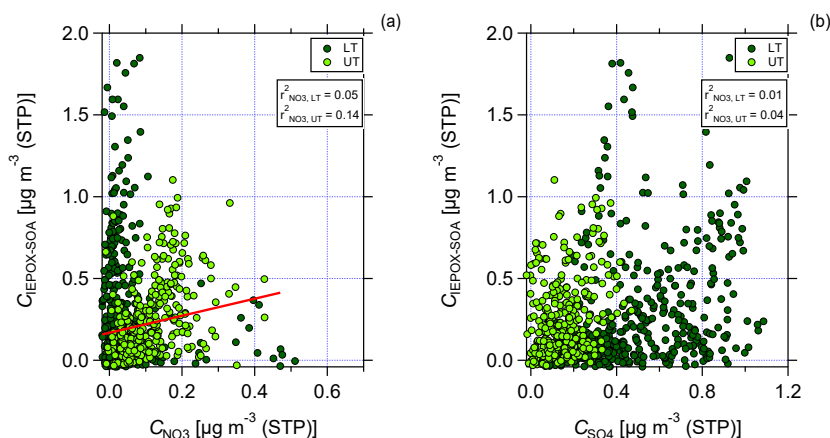 (a)
2.0
1.5
1.0
0.5
0.0
C_IEPOX-SOA [µg m⁻³ (STP)]
LT
UT
r²_NO3, LT = 0.05
r²_NO3, UT = 0.14
0.0 0.2 0.4 0.6
C_NO3 [µg m⁻³ (STP)]
(b)
2.0
1.5
1.0
0.5
0.0
C_IEPOX-SOA [µg m⁻³ (STP)]
LT
UT
r²_NO3, LT = 0.01
r²_NO3, UT = 0.04
0.0 0.4 0.8 1.2
C_SO4 [µg m⁻³ (STP)]